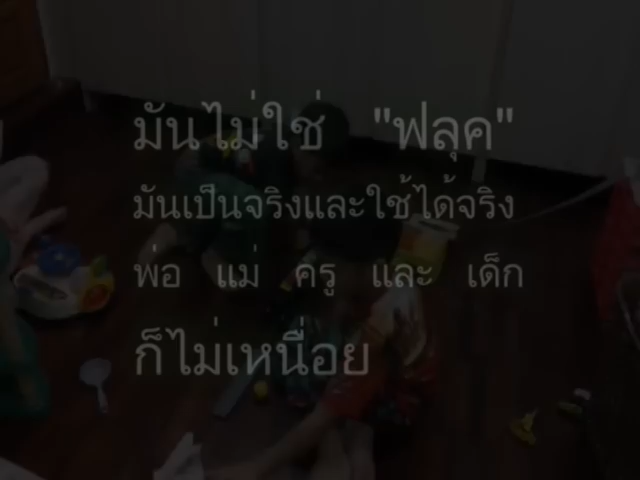 มันไม่ใช่ "ฟลุค"
มันเป็นจริงและใช้ได้จริง
พ่อ แม่ ครู และ เด็ก
ก็ไม่เหนื่อย